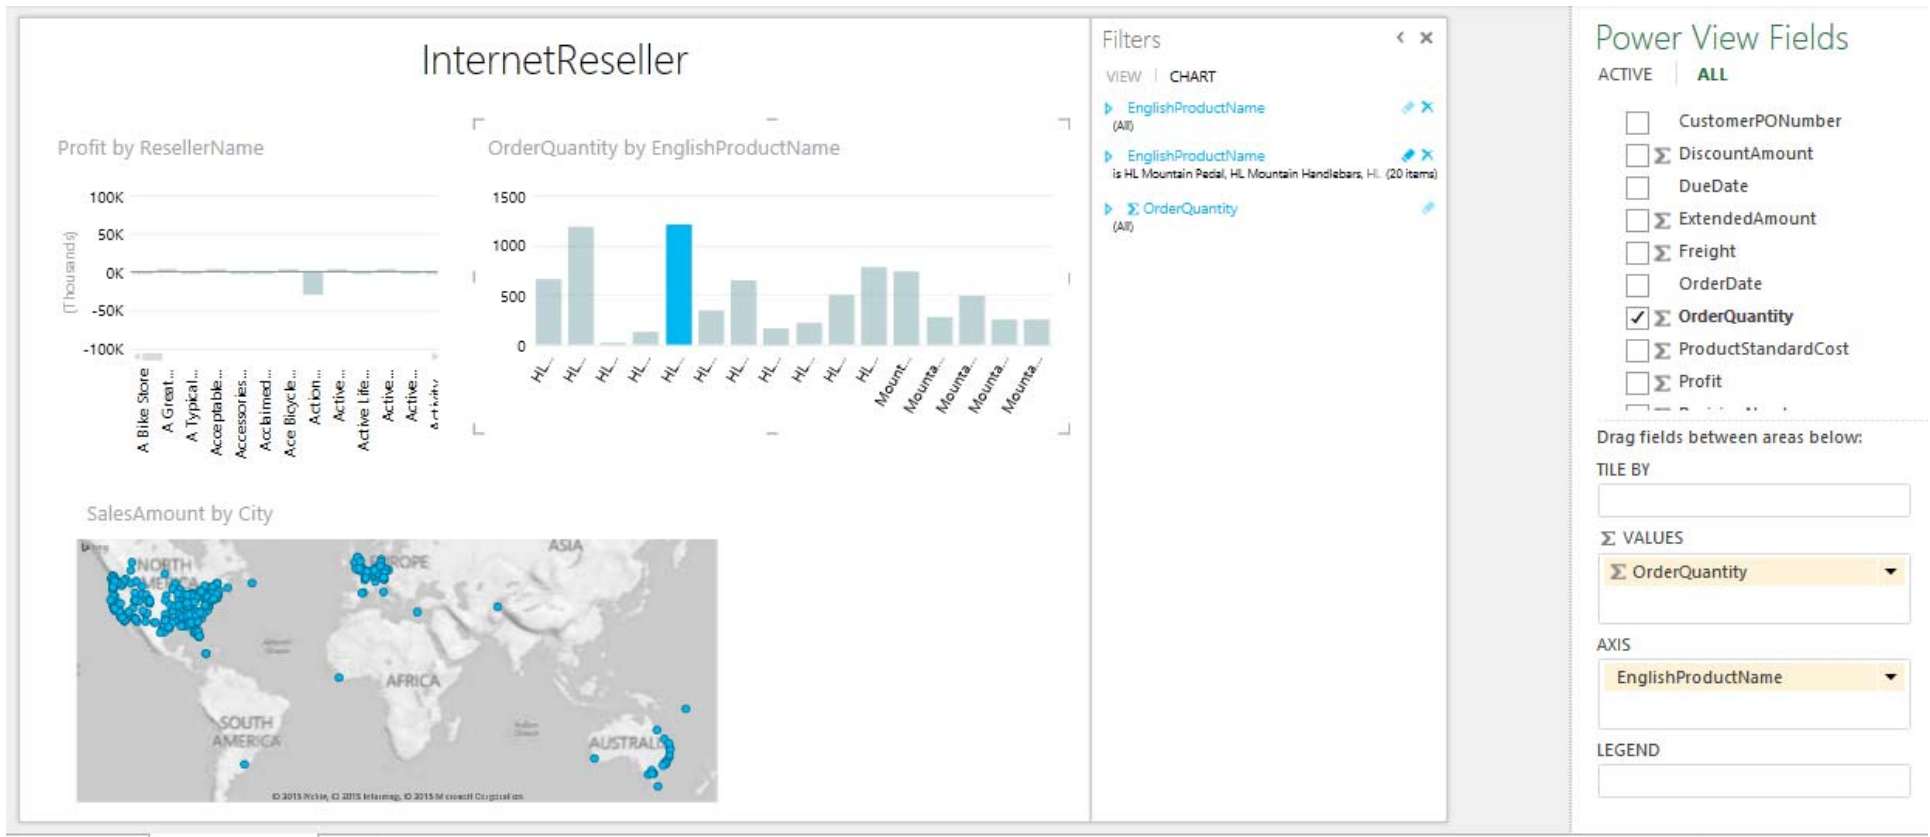 InternetReseller
Profit by ResellerName
100K
50K
0K
-50K
-100K
(Thousands)
A Bike Store
A Great...
A Typical...
Acceptable...
Accessories...
Acclaimed...
Ace Bicycle...
Action...
Active...
Active Life...
Active...
Active...
OrderQuantity by EnglishProductName
1500
1000
500
0
HL...
HL...
HL...
HL...
HL...
HL...
HL...
HL...
HL...
HL...
HL...
Mount...
Mounta...
Mounta...
Mounta...
Mounta...
SalesAmount by City
NORTH
AMERICA
EUROPE
ASIA
AFRICA
SOUTH
AMERICA
© 2015 Microsoft Corporation
Filters
VIEW | CHART
EnglishProductName
(All)
EnglishProductName
is HL Mountain Pedal, HL Mountain Handlebars, HL (20 items)
Σ OrderQuantity
(All)
Power View Fields
ACTIVE | ALL
CustomerPONumber
Σ DiscountAmount
DueDate
Σ ExtendedAmount
Σ Freight
OrderDate
Σ OrderQuantity
Σ ProductStandardCost
Σ Profit
Drag fields between areas below:
TILE BY
Σ VALUES
Σ OrderQuantity
AXIS
EnglishProductName
LEGEND